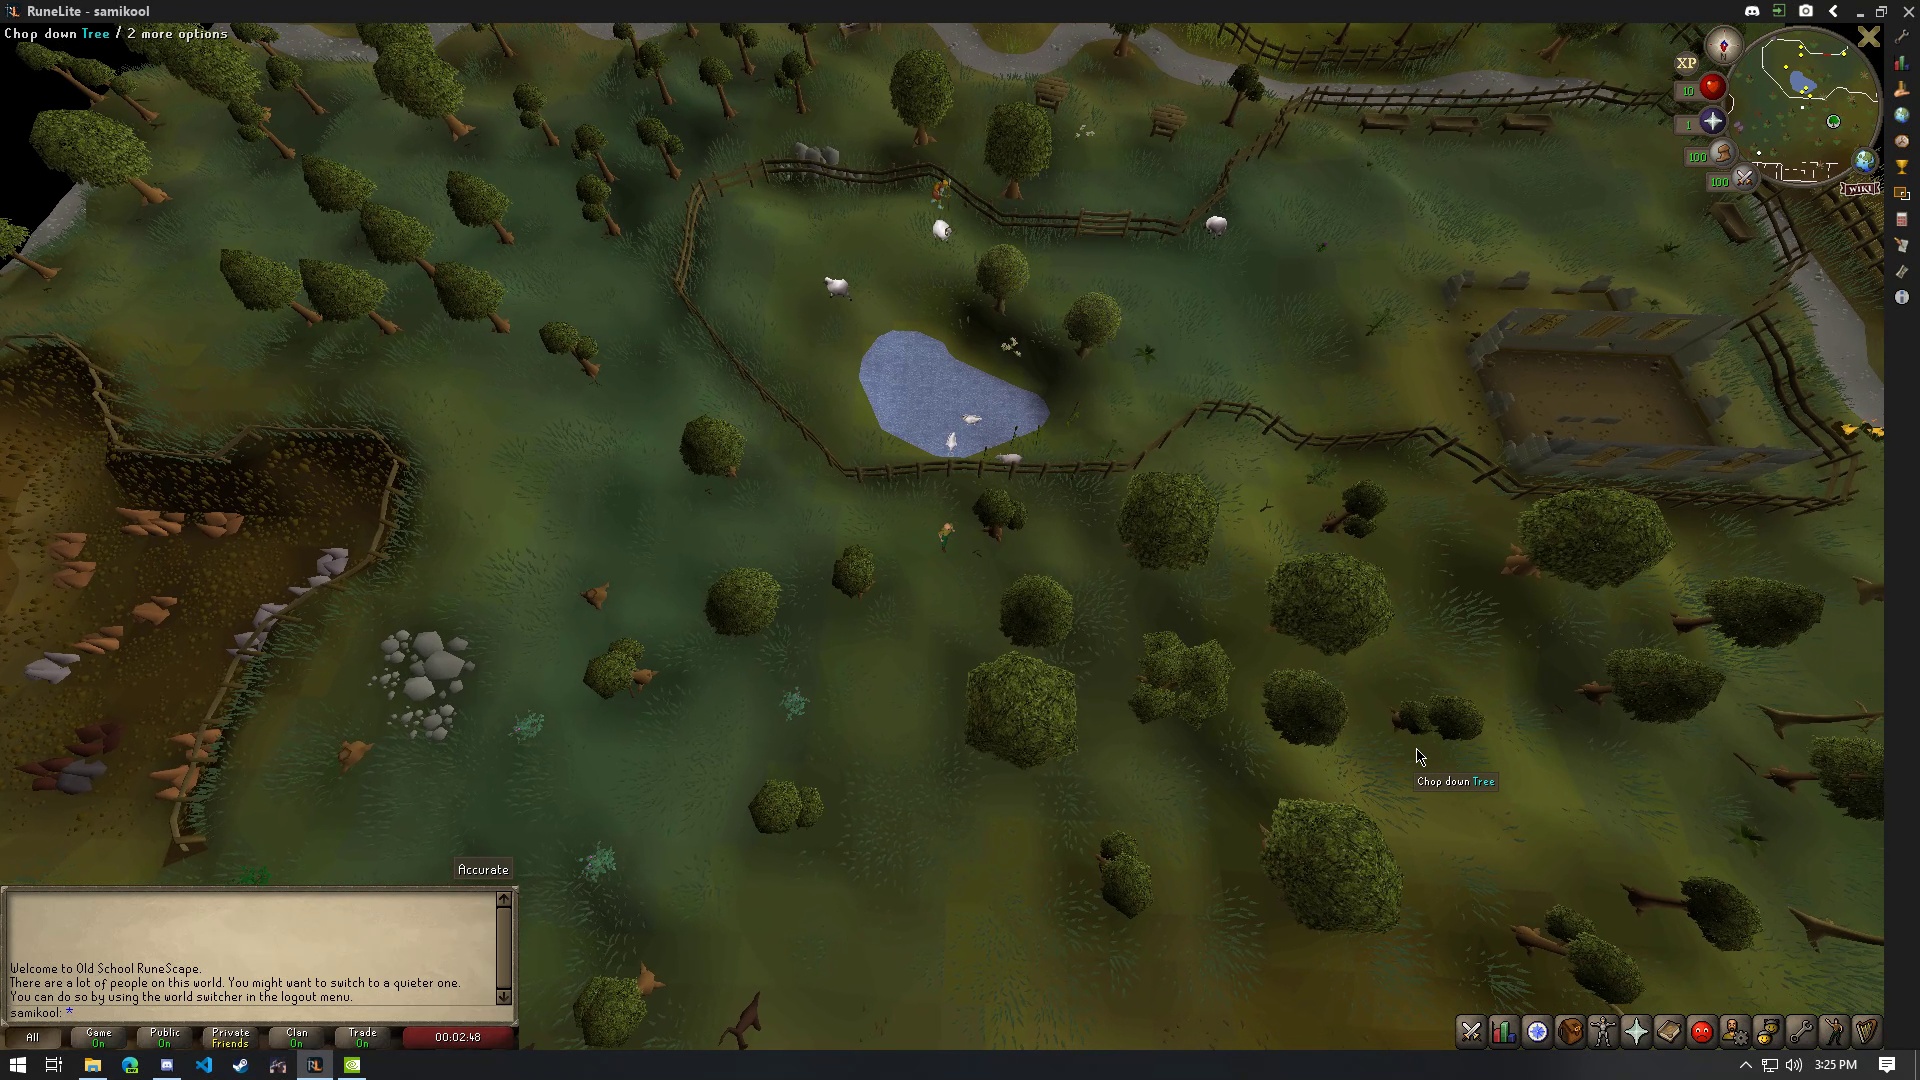 RuneLite - samikool
Chop down Tree / 2 more options
XP
10
1
100
100
WIKI
N
Chop down Tree
Accurate
Welcome to Old School RuneScape.
There are a lot of people on this world. You might want to switch to a quieter one.
You can do so by using the world switcher in the logout menu.
samikool: *
All
Game
On
Public
On
Private
Friends
Clan
On
Trade
On
00:02:48
3:25 PM